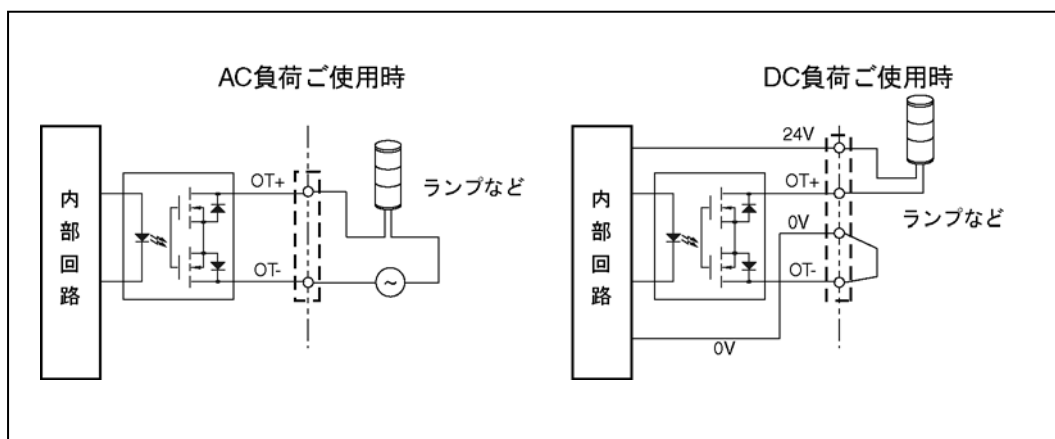 AC負荷ご使用時
内部回路
OT+
OT-
ランプなど
~
DC負荷ご使用時
内部回路
24V
OT+
0V
OT-
0V
ランプなど